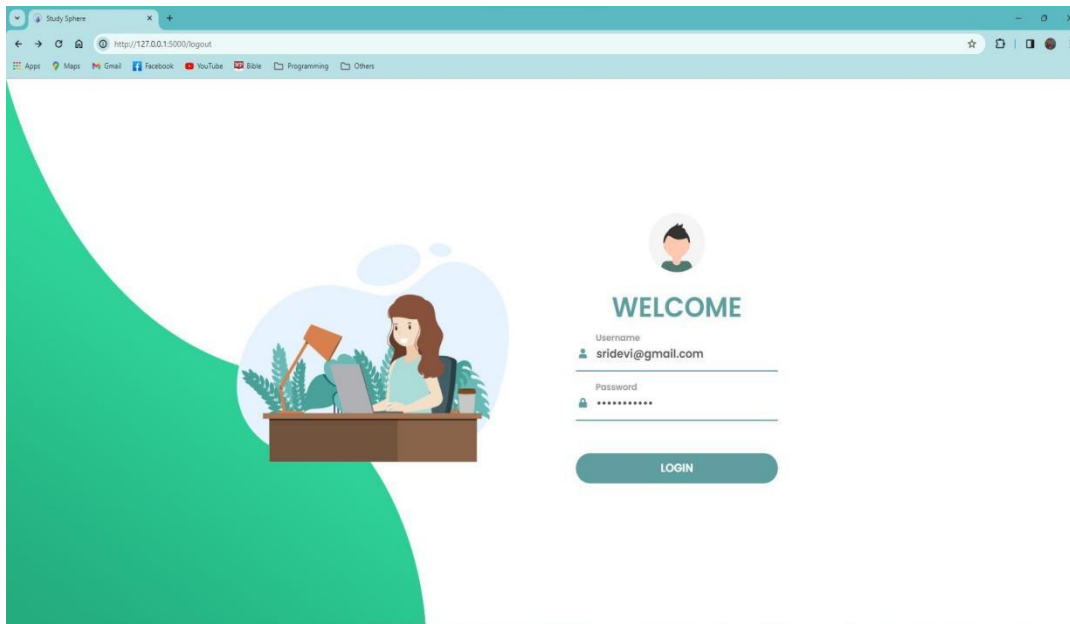 Study Sphere
http://127.0.0.1:5000/logout
Apps Maps Gmail Facebook YouTube Bible Programming Others
WELCOME
Username
sridevi@gmail.com
Password
•••••••••••
LOGIN